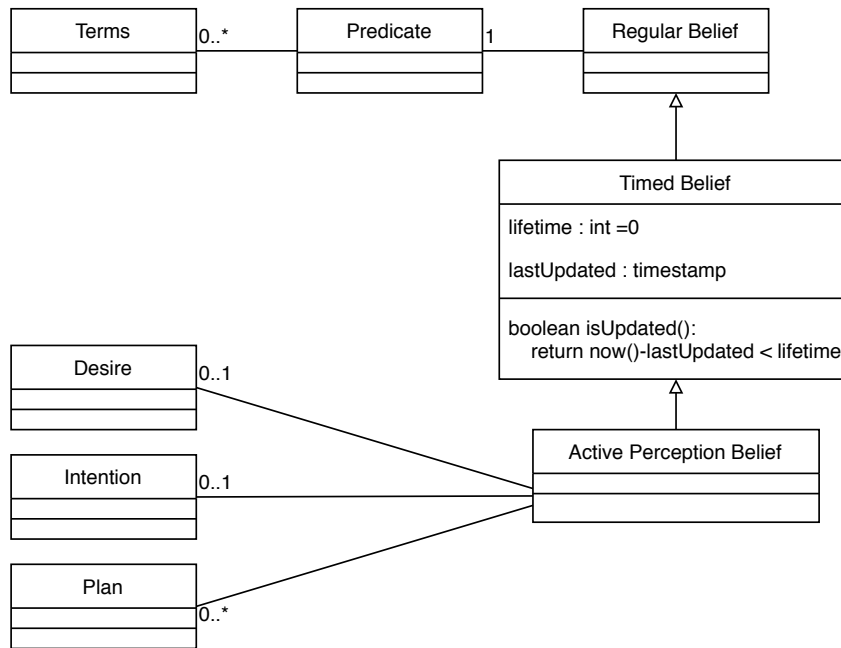 Terms
0..*
Predicate
1
Regular Belief
Timed Belief
lifetime : int =0
lastUpdated : timestamp
boolean isUpdated():
return now()-lastUpdated < lifetime
Desire
0..1
Active Perception Belief
Intention
0..1
Plan
0..*